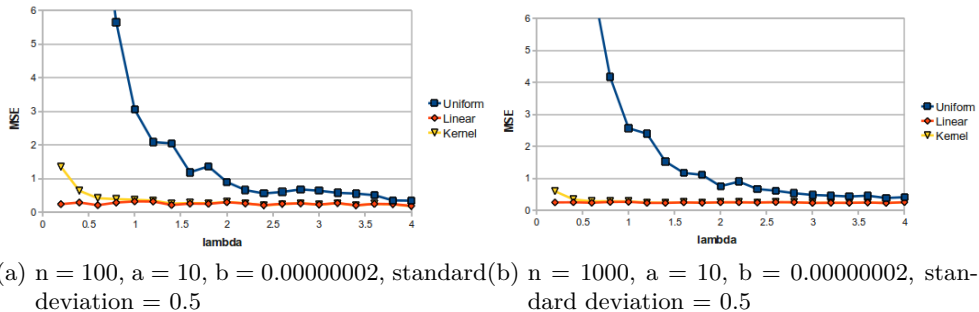 6
5
4
3
2
1
0
MSE
0
0.5
1
1.5
2
2.5
3
3.5
4
lambda
Uniform
Linear
Kernel
6
5
4
3
2
1
0
MSE
0
0.5
1
1.5
2
2.5
3
3.5
4
lambda
Uniform
Linear
Kernel
(a) n = 100, a = 10, b = 0.00000002, standard
deviation = 0.5
(b) n = 1000, a = 10, b = 0.00000002, stan-
dard deviation = 0.5